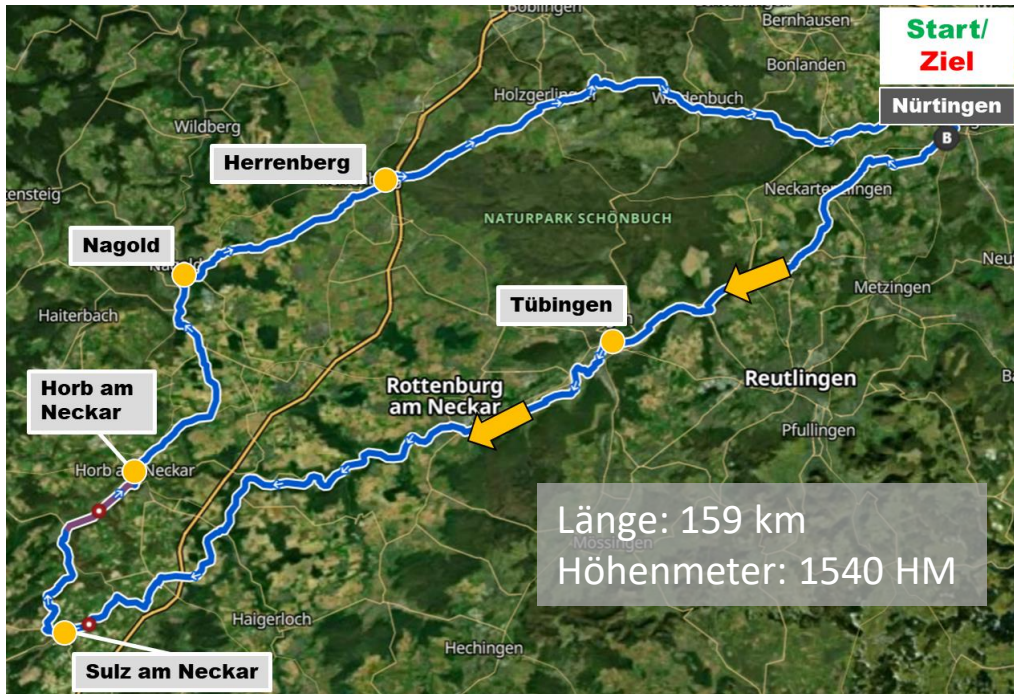 Böblingen
Bernhausen
Bonlanden
Start/
Ziel
Nürtingen
B
Holzgerlingen
Wildberg
Herrenberg
Neckartenzlingen
NATURPARK SCHÖNBUCH
Nagold
Haiterbach
Metzingen
Tübingen
Horb am
Neckar
Rottenburg
am Neckar
Reutlingen
Pfullingen
Horb am Neckar
Länge: 159 km
Mössingen
Höhenmeter: 1540 HM
Haigerloch
Hechingen
Sulz am Neckar